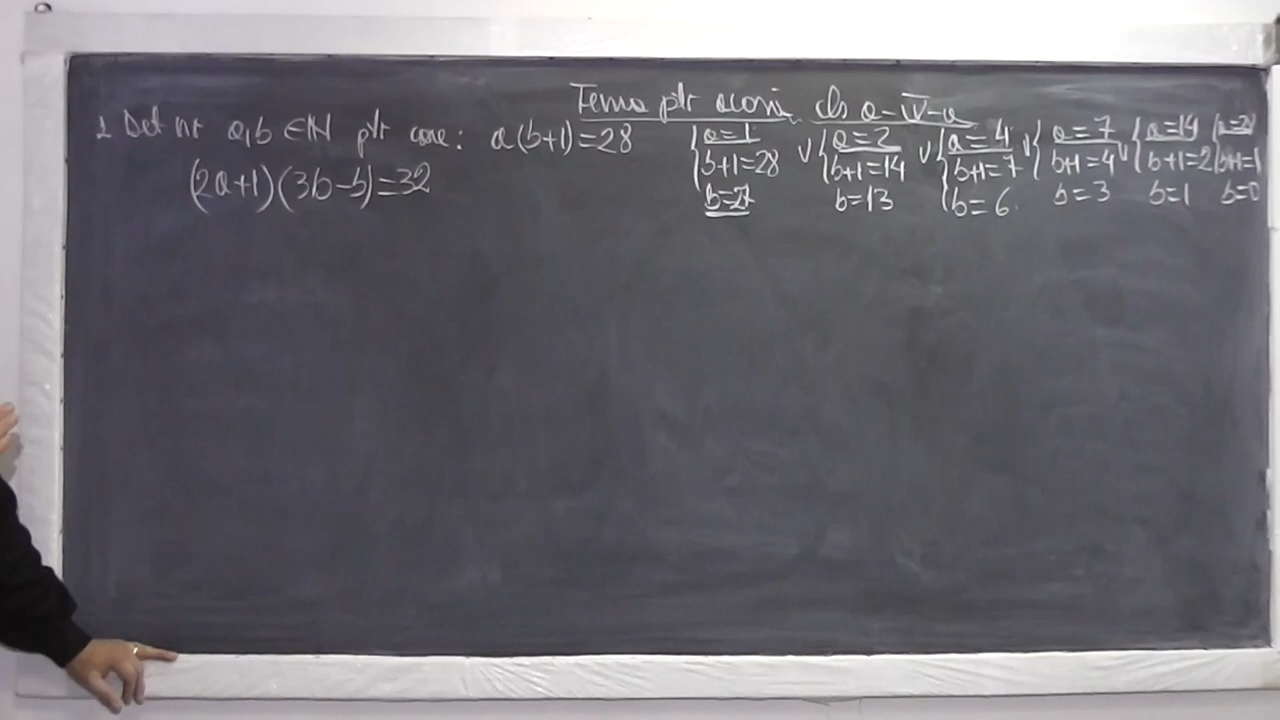 Tema ptr acasă cls a-IV-a
1 Det nr a,b ∈ ℕ ptr care: a(b+1)=28 { a=1 V { a=2 V { a=4 V { a=7 V { a=14 { a=28
b+1=28 b+1=14 b+1=7 b+1=4 b+1=2 b+1=1
b=27 b=13 b=6 b=3 b=1 b=0
(2a+1)(3b-b)=32